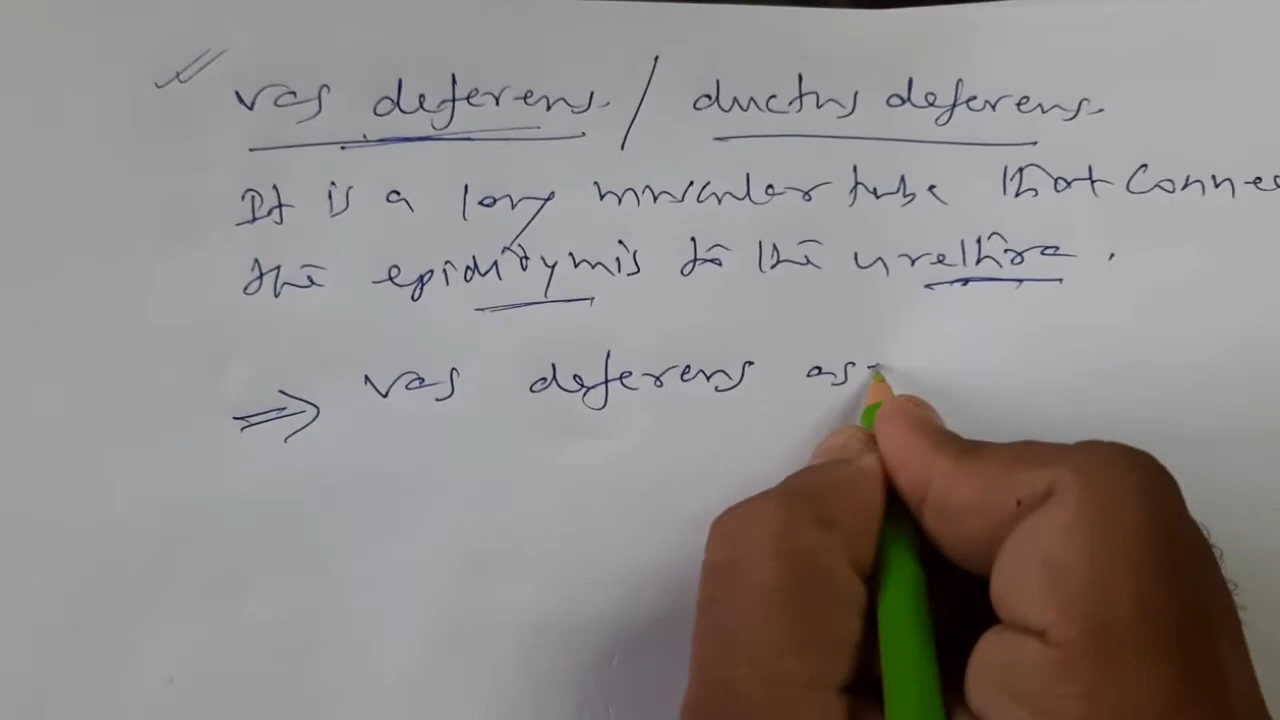 Vas deferens / ductus deferens.
It is a long muscular tube that Connec
the epididymis to the urethra.
⇒ Vas deferens as